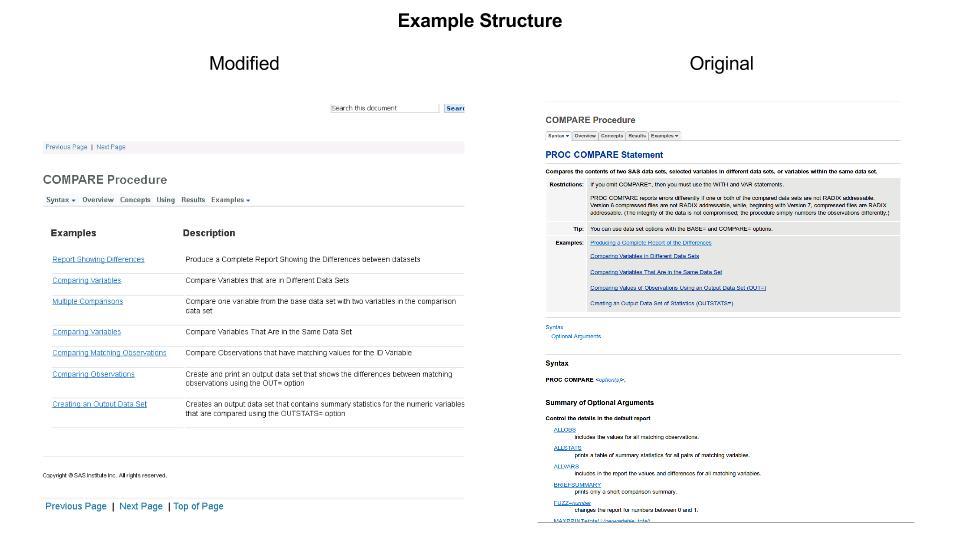 Example Structure
Modified
Search this document
Sear
Previous Page | Next Page
COMPARE Procedure
Syntax Overview Concepts Using Results Examples
Examples Description
Report Showing Differences Produce a Complete Report Showing the Differences between datasets
Comparing Variables Compare Variables that are in Different Data Sets
Multiple Comparisons Compare one variable from the base data set with two variables in the comparison
data set
Comparing Variables Compare Variables That Are in the Same Data Set
Comparing Matching Observations Compare Observations that have matching values for the ID Variable
Comparing Observations Create and print an output data set that shows the differences between matching
observations using the OUT= option
Creating an Output Data Set Creates an output data set that contains summary statistics for the numeric variables
that are compared using the OUTSTATS= option
Copyright © SAS Institute Inc. All rights reserved.
Previous Page | Next Page | Top of Page
Original
COMPARE Procedure
Syntax Overview Concepts Results Examples
PROC COMPARE Statement
Compares the contents of two SAS data sets, selected variables in different data sets, or variables within the same data set.
Restrictions: If you omit COMPARE=, then you must use the WITH and VAR statements.
PROC COMPARE reports errors differently if one or both of the compared data sets are not RADIX addressable.
Version 6 compressed files are not RADIX addressable, while, beginning with Version 7, compressed files are RADIX
addressable. (The integrity of the data is not compromised; the procedure simply numbers the observations differently.)
Tip: You can use data set options with the BASE= and COMPARE= options.
Examples: Producing a Complete Report of the Differences
Comparing Variables in Different Data Sets
Comparing Variables That Are in the Same Data Set
Comparing Values of Observations Using an Output Data Set (OUT=)
Creating an Output Data Set of Statistics (OUTSTATS=)
Syntax
Optional Arguments
Syntax
PROC COMPARE <option(s)>;
Summary of Optional Arguments
Control the details in the default report
ALLOBS
includes the values for all matching observations.
ALLSTATS
prints a table of summary statistics for all pairs of matching variables.
ALLVARS
includes in the report the values and differences for all matching variables.
BRIEFSUMMARY
prints only a short comparison summary.
FUZZ=number
changes the report for numbers between 0 and 1.